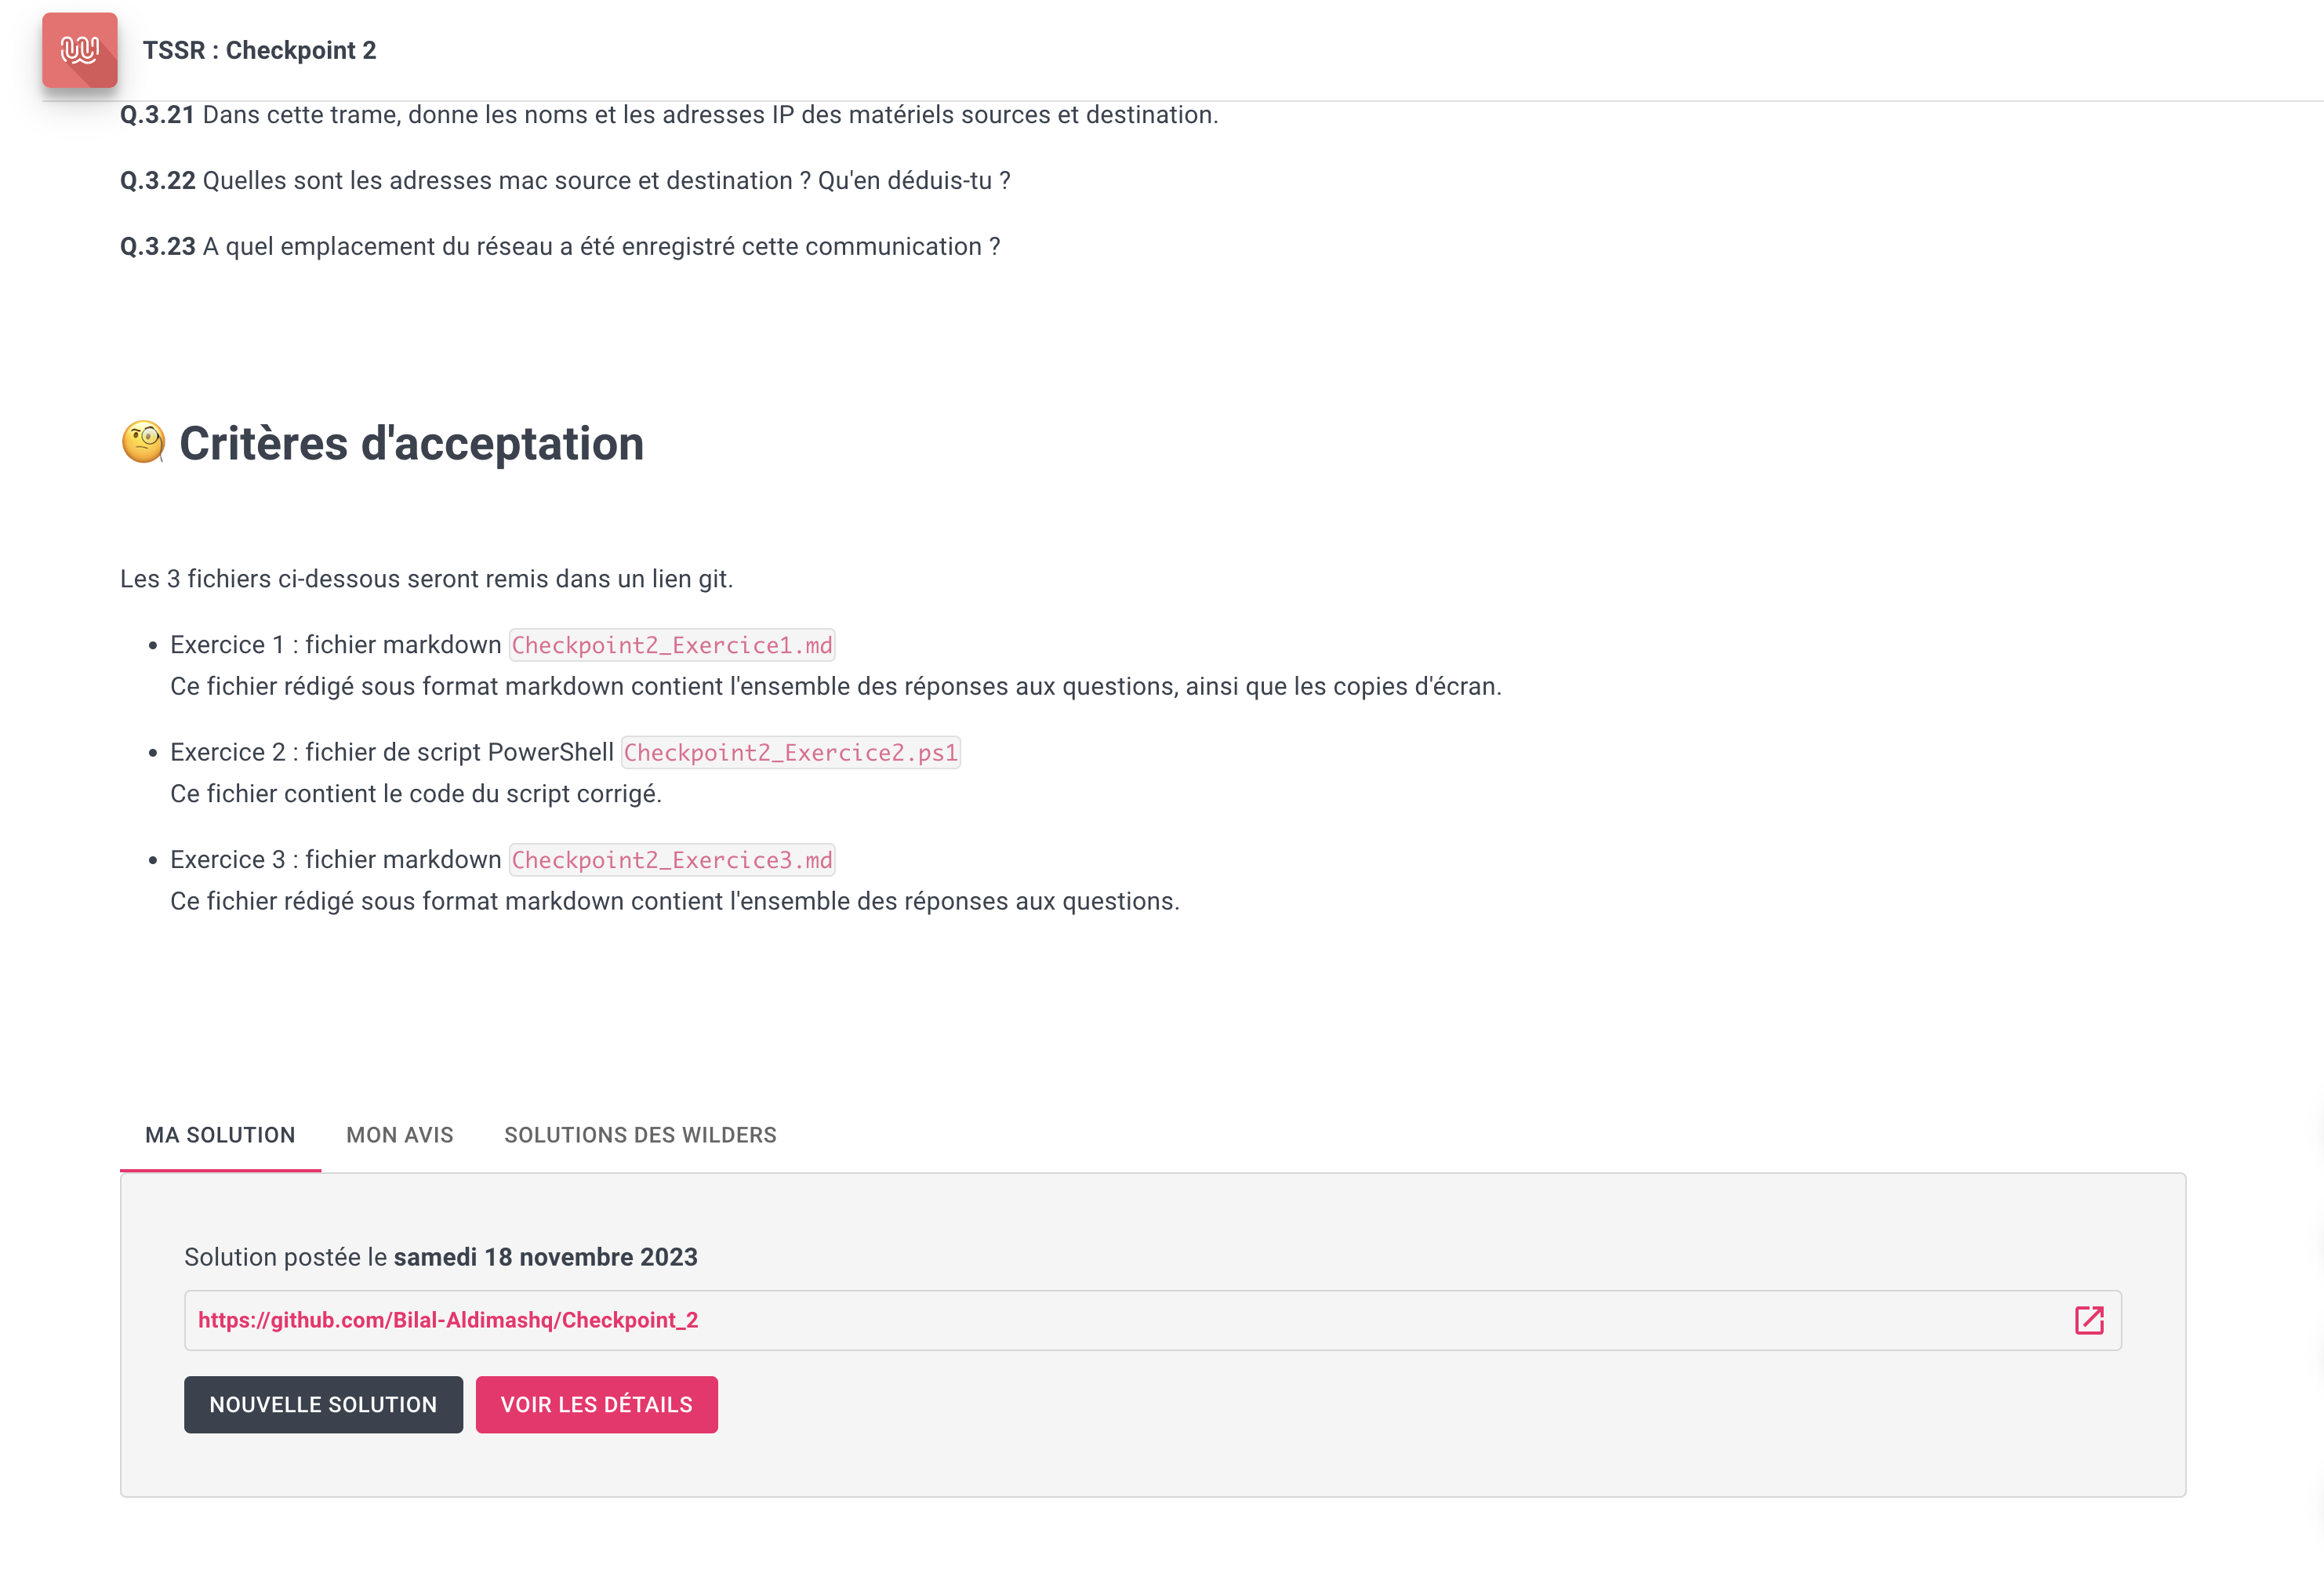 TSSR : Checkpoint 2
Q.3.21 Dans cette trame, donne les noms et les adresses IP des matériels sources et destination.
Q.3.22 Quelles sont les adresses mac source et destination ? Qu'en déduis-tu ?
Q.3.23 A quel emplacement du réseau a été enregistré cette communication ?
🧐 Critères d'acceptation
Les 3 fichiers ci-dessous seront remis dans un lien git.
• Exercice 1 : fichier markdown Checkpoint2_Exercice1.md
Ce fichier rédigé sous format markdown contient l'ensemble des réponses aux questions, ainsi que les copies d'écran.
• Exercice 2 : fichier de script PowerShell Checkpoint2_Exercice2.ps1
Ce fichier contient le code du script corrigé.
• Exercice 3 : fichier markdown Checkpoint2_Exercice3.md
Ce fichier rédigé sous format markdown contient l'ensemble des réponses aux questions.
MA SOLUTION MON AVIS SOLUTIONS DES WILDERS
Solution postée le samedi 18 novembre 2023
https://github.com/Bilal-Aldimashq/Checkpoint_2
NOUVELLE SOLUTION VOIR LES DÉTAILS